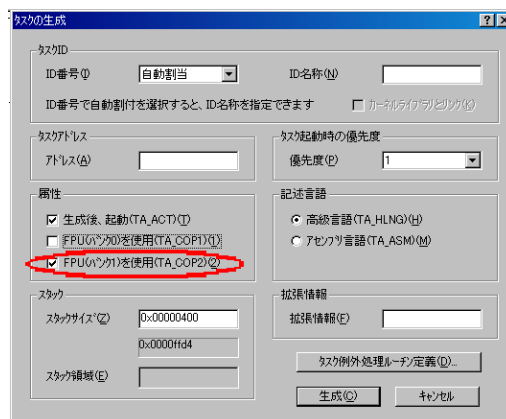 タスクの生成
タスクID
ID番号(I)
自動割当
ID名称(N)
ID番号で自動割付を選択すると、ID名称を指定できます
カーネルライブラリとリンク(K)
タスクアドレス
アドレス(A)
タスク起動時の優先度
優先度(P)
1
属性
生成後、起動(TA_ACT)(T)
FPU(バンク0)を使用(TA_COP1)(1)
FPU(バンク1)を使用(TA_COP2)(2)
記述言語
高級言語(TA_HLNG)(H)
アセンブリ言語(TA_ASM)(M)
スタック
スタックサイズ(Z)
0x00000400
0x0000ffd4
スタック領域(E)
拡張情報
拡張情報(F)
タスク例外処理ルーチン定義(D)...
生成(C)
キャンセル